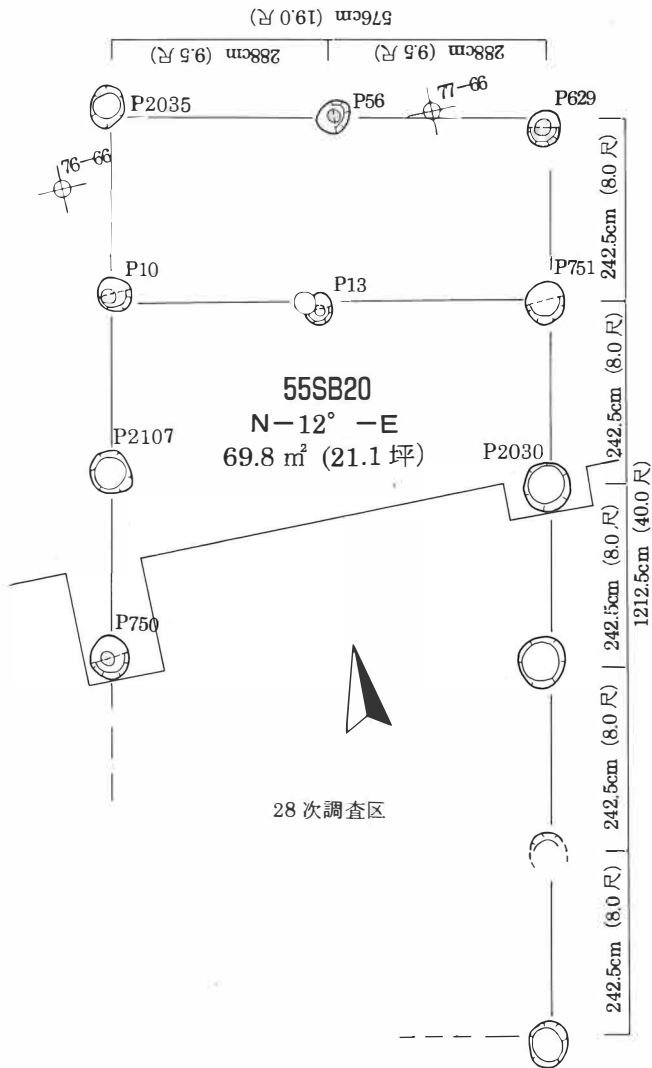 576cm (19.0 尺)
288cm (9.5 尺)
288cm (9.5 尺)
P2035
P56
77-66
P629
76-66
242.5cm (8.0 尺)
P10
P13
P751
242.5cm (8.0 尺)
55SB20
N-12° -E
69.8 ㎡ (21.1 坪)
P2107
P2030
242.5cm (8.0 尺)
1212.5cm (40.0 尺)
P750
242.5cm (8.0 尺)
28 次調査区
242.5cm (8.0 尺)